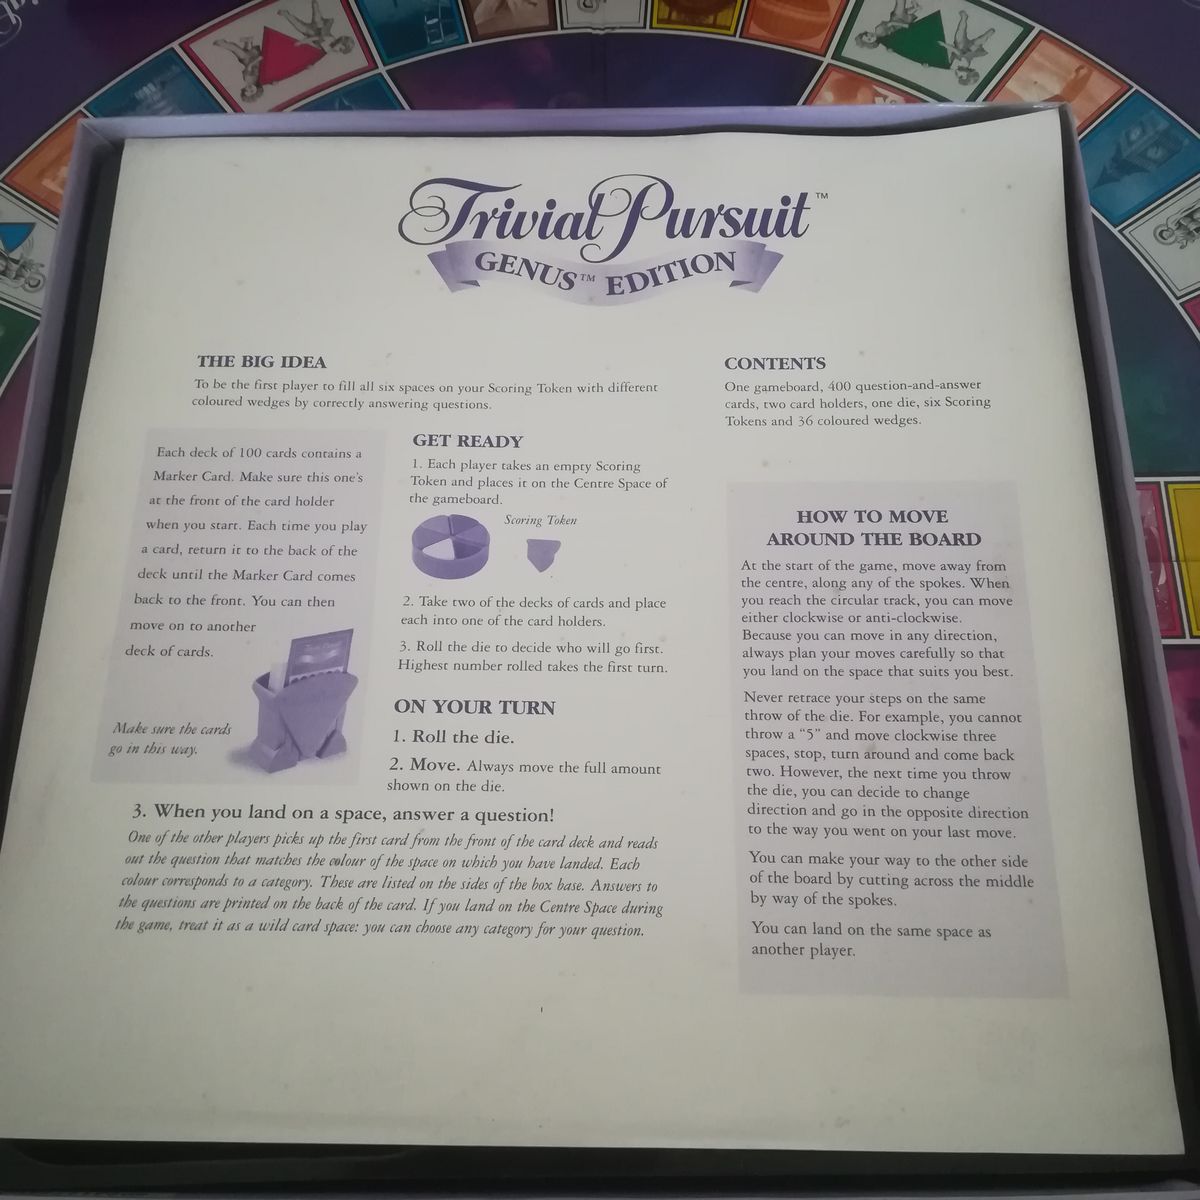 Trivial Pursuit™
GENUS™ EDITION
THE BIG IDEA
To be the first player to fill all six spaces on your Scoring Token with different
coloured wedges by correctly answering questions.
CONTENTS
One gameboard, 400 question-and-answer
cards, two card holders, one die, six Scoring
Tokens and 36 coloured wedges.
Each deck of 100 cards contains a
Marker Card. Make sure this one's
at the front of the card holder
when you start. Each time you play
a card, return it to the back of the
deck until the Marker Card comes
back to the front. You can then
move on to another
deck of cards.
Make sure the cards
go in this way.
GET READY
1. Each player takes an empty Scoring
Token and places it on the Centre Space of
the gameboard.
Scoring Token
2. Take two of the decks of cards and place
each into one of the card holders.
3. Roll the die to decide who will go first.
Highest number rolled takes the first turn.
ON YOUR TURN
1. Roll the die.
2. Move. Always move the full amount
shown on the die.
3. When you land on a space, answer a question!
One of the other players picks up the first card from the front of the card deck and reads
out the question that matches the colour of the space on which you have landed. Each
colour corresponds to a category. These are listed on the sides of the box base. Answers to
the questions are printed on the back of the card. If you land on the Centre Space during
the game, treat it as a wild card space: you can choose any category for your question.
HOW TO MOVE
AROUND THE BOARD
At the start of the game, move away from
the centre, along any of the spokes. When
you reach the circular track, you can move
either clockwise or anti-clockwise.
Because you can move in any direction,
always plan your moves carefully so that
you land on the space that suits you best.
Never retrace your steps on the same
throw of the die. For example, you cannot
throw a “5” and move clockwise three
spaces, stop, turn around and come back
two. However, the next time you throw
the die, you can decide to change
direction and go in the opposite direction
to the way you went on your last move.
You can make your way to the other side
of the board by cutting across the middle
by way of the spokes.
You can land on the same space as
another player.